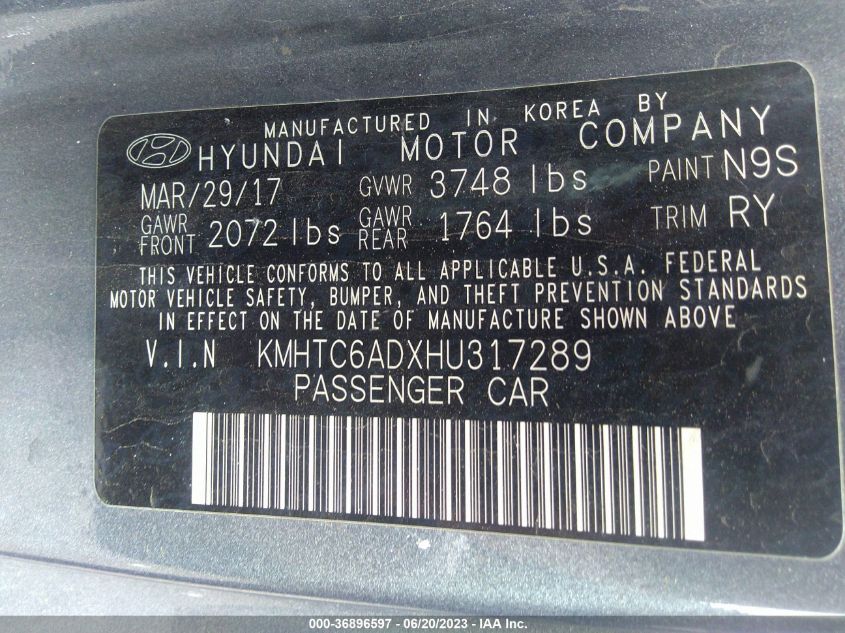 MANUFACTURED IN KOREA BY
HYUNDAI MOTOR COMPANY
MAR/29/17 GVWR 3748 lbs PAINT N9S
GAWR FRONT 2072 lbs GAWR REAR 1764 lbs TRIM RY
THIS VEHICLE CONFORMS TO ALL APPLICABLE U.S.A. FEDERAL
MOTOR VEHICLE SAFETY, BUMPER, AND THEFT PREVENTION STANDARDS
IN EFFECT ON THE DATE OF MANUFACTURE SHOWN ABOVE
V.I.N KMHTC6ADXHU317289
PASSENGER CAR
000-36896597 - 06/20/2023 - IAA Inc.